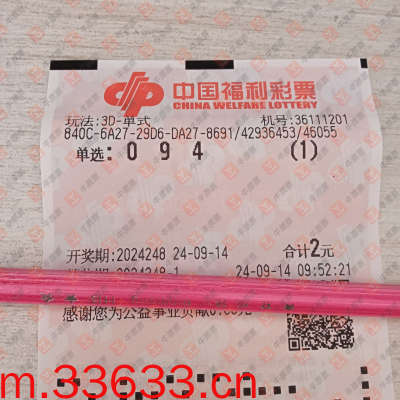 中国福利彩票
CHINA WELFARE LOTTERY
玩法:3D-单式 机号:36111201
840C-6A27-29D6-DA27-8691/42936453/46055
单选: 0 9 4 (1)
开奖期:2024248 24-09-14 合计2元
2024248-1 24-09-14 09:52:21
感谢您为公益事业贡献0.
m.33633.cn